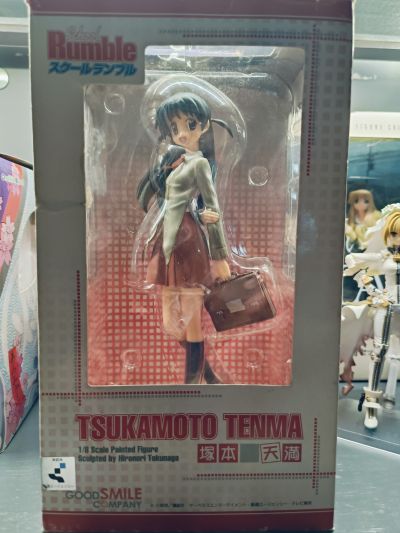 School
Rumble
スクールランブル
TSUKAMOTO TENMA
1/8 Scale Painted Figure
Sculpted by Hironori Tokunaga
塚本 天満
GOOD SMILE
COMPANY